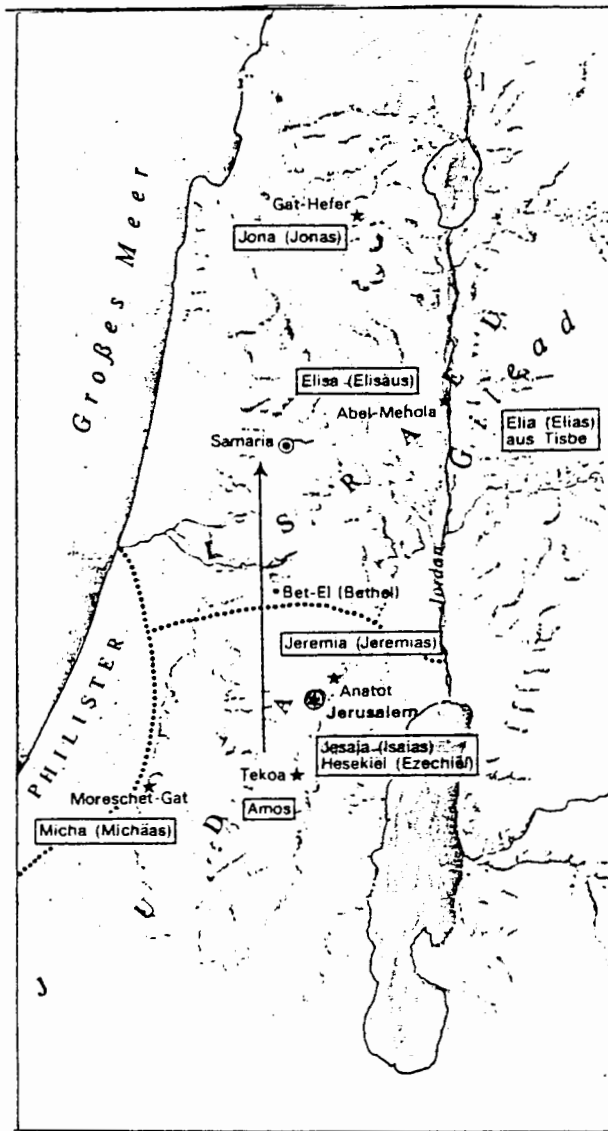 Großes Meer
Gat-Hefer
Jona (Jonas)
Elisa (Elisäus)
Abel-Mehola
Elia (Elias)
aus Tisbe
Gilead
Samaria
ISRAEL
Jordan
Bet-El (Bethel)
Jeremia (Jeremias)
Anatot
Jerusalem
Jesaja (Isaias)
Hesekiel (Ezechiel)
PHILISTER
Tekoa
Amos
Moreschet-Gat
Micha (Michäas)
JUDA